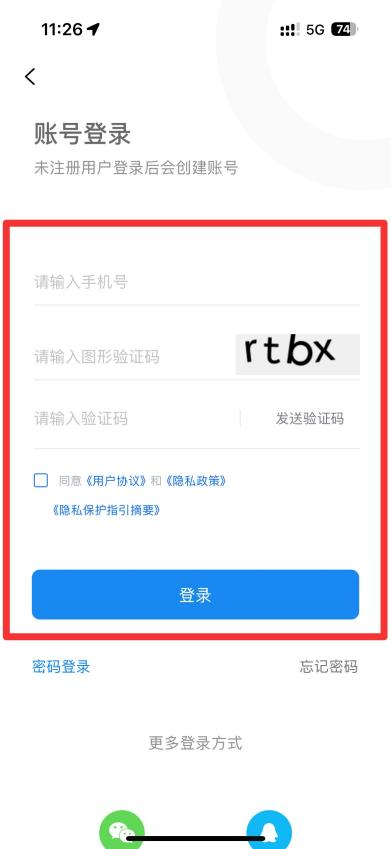 11:26 5G 74
账号登录
未注册用户登录后会创建账号
请输入手机号
请输入图形验证码 rtbx
请输入验证码 发送验证码
同意《用户协议》和《隐私政策》
《隐私保护指引摘要》
登录
密码登录 忘记密码
更多登录方式